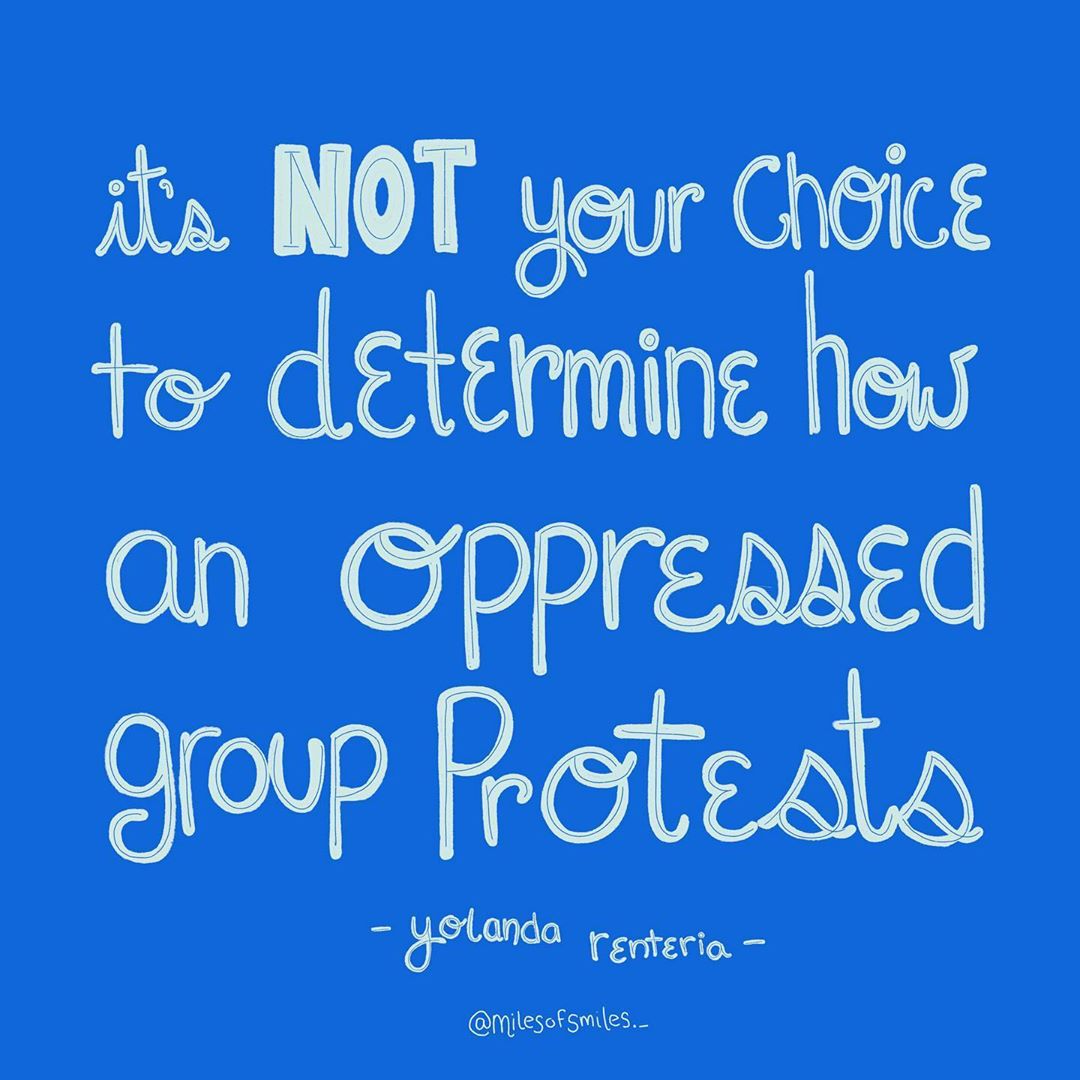 it's NOT your Choice
to determine how
an oppressed
group Protests
- yolanda renteria -
@milesofsmiles._